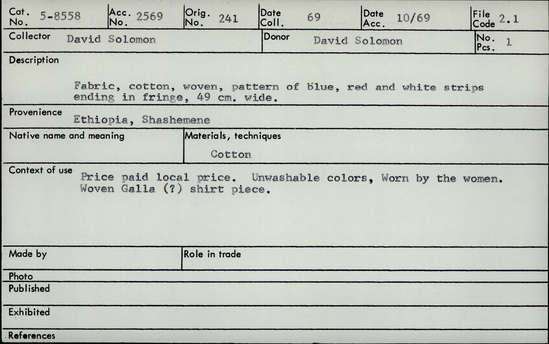 Cat. No. 5-8558 Acc. No. 2569 Orig. No. 241 Date Coll. 69 Date Acc. 10/69 File Code 2.1
Collector David Solomon Donor David Solomon No. Pcs. 1
Description
Fabric, cotton, woven, pattern of blue, red and white strips
ending in fringe, 49 cm. wide.
Provenience Ethiopia, Shashemene
Native name and meaning Materials, techniques
Cotton
Context of use Price paid local price. Unwashable colors, Worn by the women.
Woven Galla (?) shirt piece.
Made by Role in trade
Photo
Published
Exhibited
References